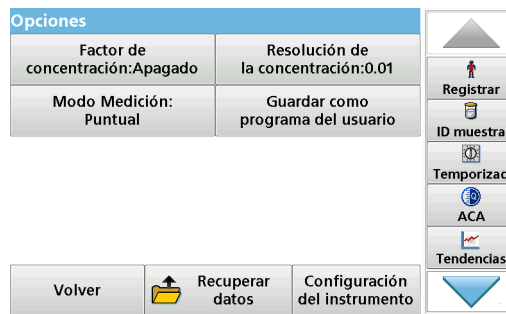 Opciones
Factor de
concentración:Apagado
Resolución de
la concentración:0.01
Modo Medición:
Puntual
Guardar como
programa del usuario
Volver
Recuperar
datos
Configuración
del instrumento
Registrar
ID muestra
Temporizac
ACA
Tendencias